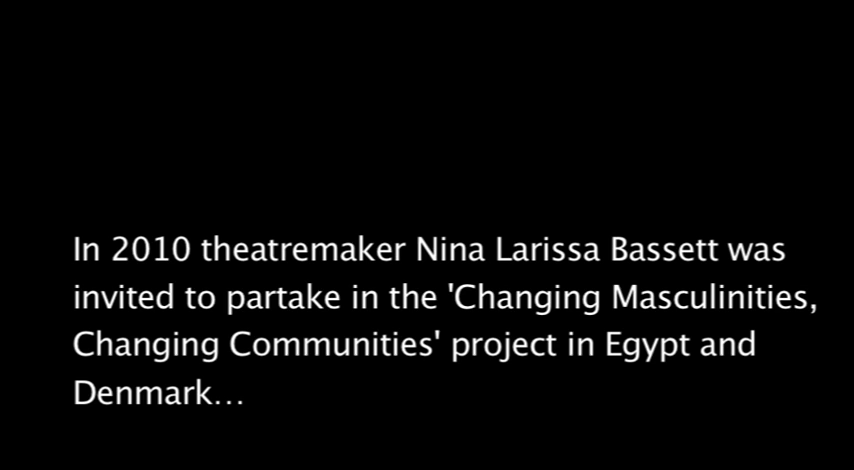 In 2010 theatremaker Nina Larissa Bassett was
invited to partake in the 'Changing Masculinities,
Changing Communities' project in Egypt and
Denmark…